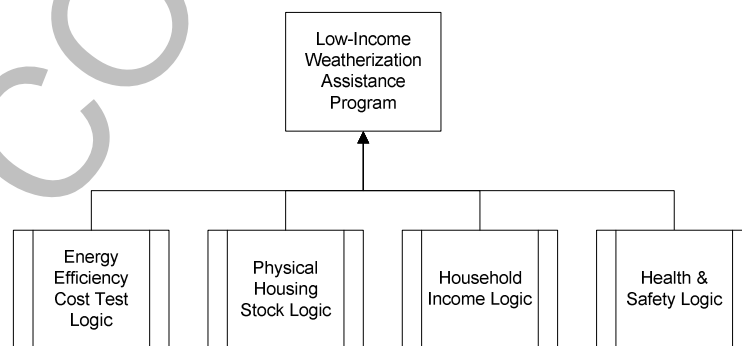 Low-Income
Weatherization
Assistance
Program
Energy
Efficiency
Cost Test
Logic
Physical
Housing
Stock Logic
Household
Income Logic
Health &
Safety Logic